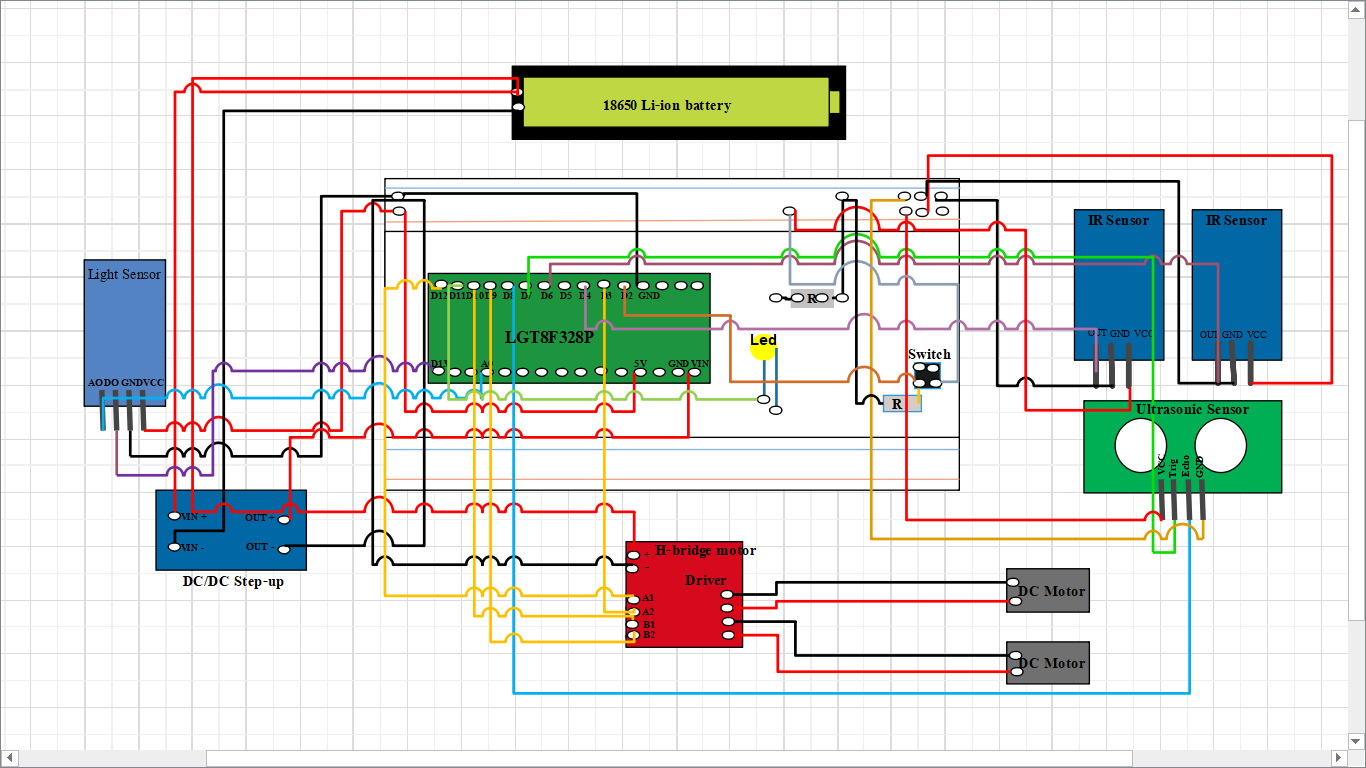 18650 Li-ion battery
IR Sensor
IR Sensor
Light Sensor
D12
D11
D10
D9
D8
D7
D6
D5
D4
D3
D2
GND
R
LGT8F328P
OUT
GND
VCC
OUT
GND
VCC
Led
Switch
D13
A0
5V
GND
VIN
AO
DO
GND
VCC
R
Ultrasonic Sensor
VCC
Trig
Echo
GND
VIN +
OUT +
VIN -
OUT -
DC/DC Step-up
H-bridge motor
Driver
+
-
A1
A2
B1
B2
DC Motor
DC Motor